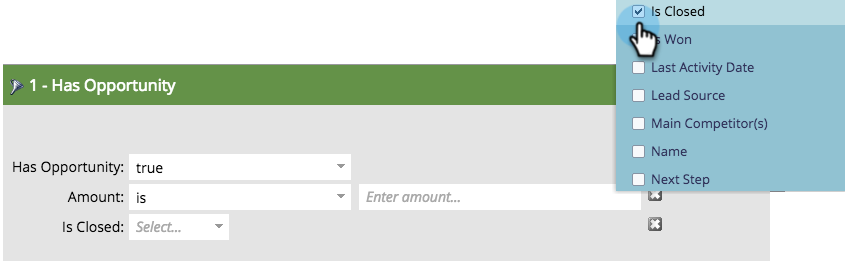 Is Closed
s Won
Last Activity Date
Lead Source
Main Competitor(s)
Name
Next Step
1 - Has Opportunity
Has Opportunity: true
Amount: is Enter amount...
Is Closed: Select...